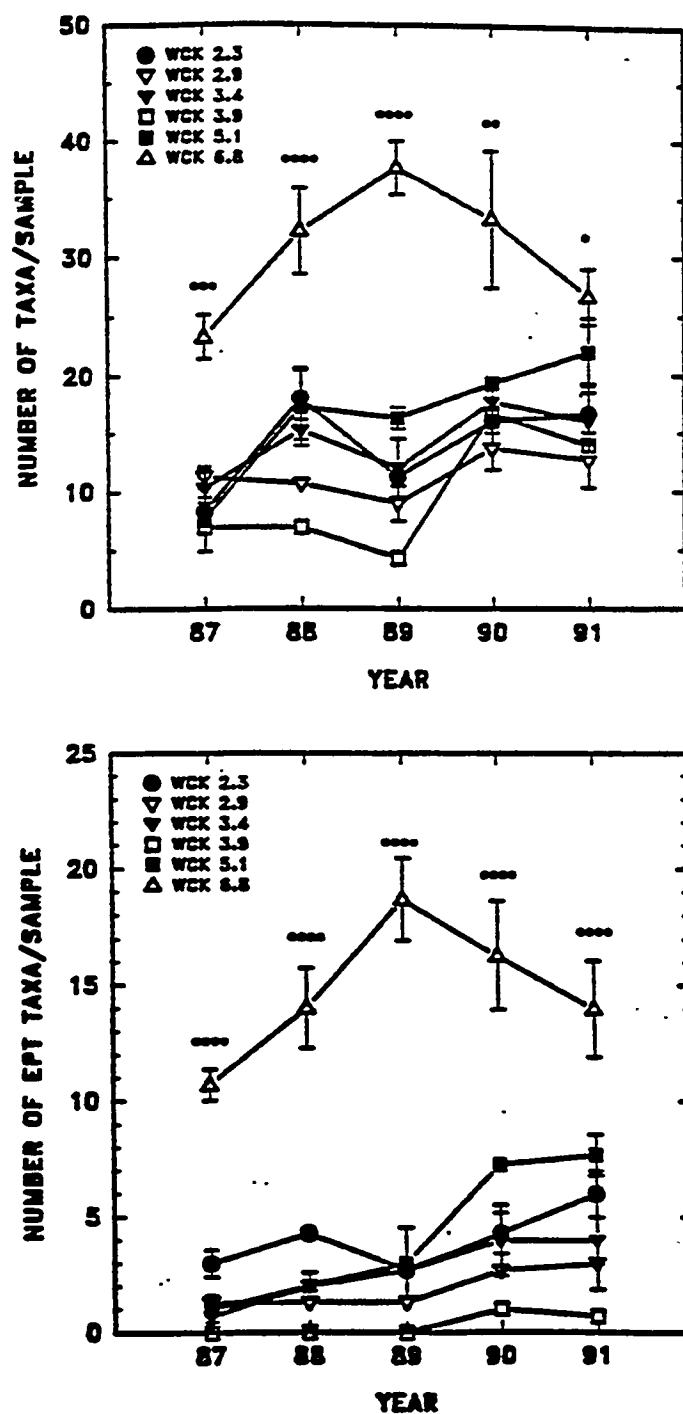 50
40
30
20
10
0
NUMBER OF TAXA/SAMPLE
WCK 2.3
WCK 2.9
WCK 3.4
WCK 3.9
WCK 5.1
WCK 6.8
***
****
****
**
*
87 88 89 90 91
YEAR
25
20
15
10
5
0
NUMBER OF EPT TAXA/SAMPLE
WCK 2.3
WCK 2.9
WCK 3.4
WCK 3.9
WCK 5.1
WCK 6.8
****
****
****
****
****
87 88 89 90 91
YEAR